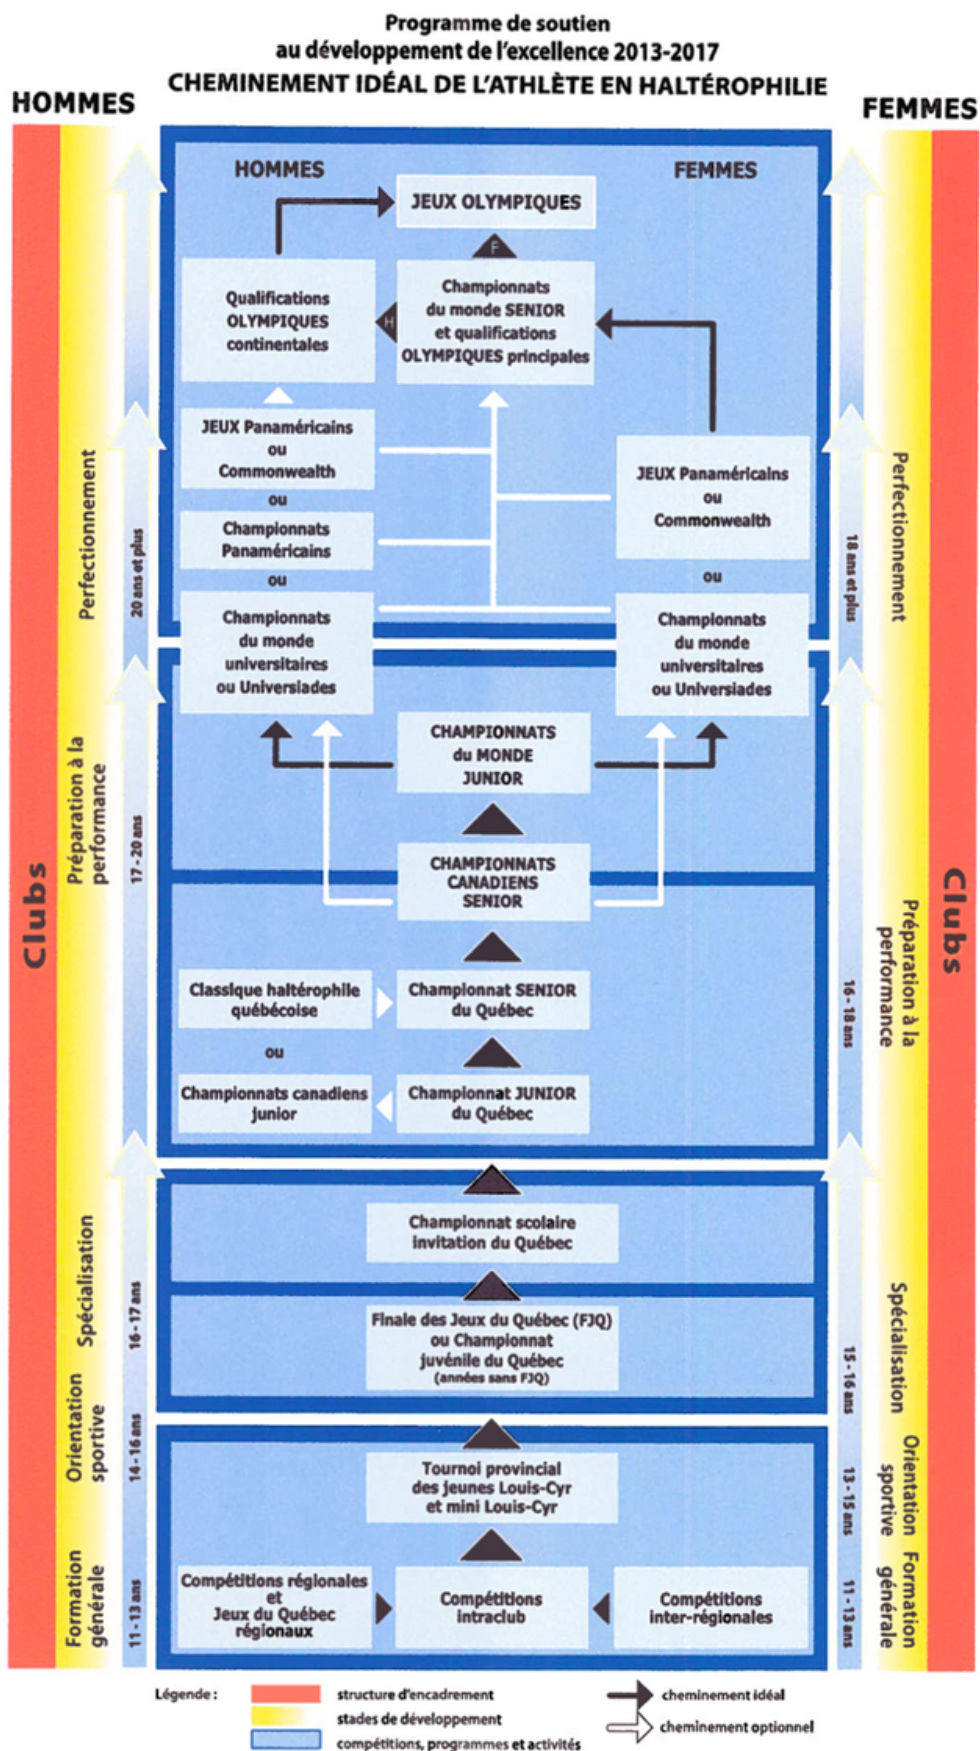 Programme de soutien
au développement de l'excellence 2013-2017
CHEMINEMENT IDÉAL DE L'ATHLÈTE EN HALTÉROPHILIE
HOMMES
FEMMES
HOMMES
FEMMES
JEUX OLYMPIQUES
F
Qualifications
OLYMPIQUES
continentales
H
Championnats
du monde SENIOR
et qualifications
OLYMPIQUES principales
JEUX Panaméricains
ou
Commonwealth
ou
Championnats
Panaméricains
ou
Championnats
du monde
universitaires
ou Universiades
JEUX Panaméricains
ou
Commonwealth
ou
Championnats
du monde
universitaires
ou Universiades
CHAMPIONNATS
du MONDE
JUNIOR
CHAMPIONNATS
CANADIENS
SENIOR
Classique haltérophile
québécoise
Championnat SENIOR
du Québec
ou
Championnats canadiens
junior
Championnat JUNIOR
du Québec
Championnat scolaire
invitation du Québec
Finale des Jeux du Québec (FJQ)
ou Championnat
juvénile du Québec
(années sans FJQ)
Tournoi provincial
des jeunes Louis-Cyr
et mini Louis-Cyr
Compétitions régionales
et
Jeux du Québec
régionaux
Compétitions
intraclub
Compétitions
inter-régionales
Clubs
Perfectionnement
20 ans et plus
Préparation à la
performance
17 - 20 ans
Spécialisation
16 - 17 ans
Orientation
sportive
14 - 16 ans
Formation
générale
11 - 13 ans
Clubs
Perfectionnement
18 ans et plus
Préparation à la
performance
16 - 18 ans
Spécialisation
15 - 16 ans
Orientation
sportive
13 - 15 ans
Formation
générale
11 - 13 ans
Légende :
structure d'encadrement
stades de développement
compétitions, programmes et activités
cheminement idéal
cheminement optionnel